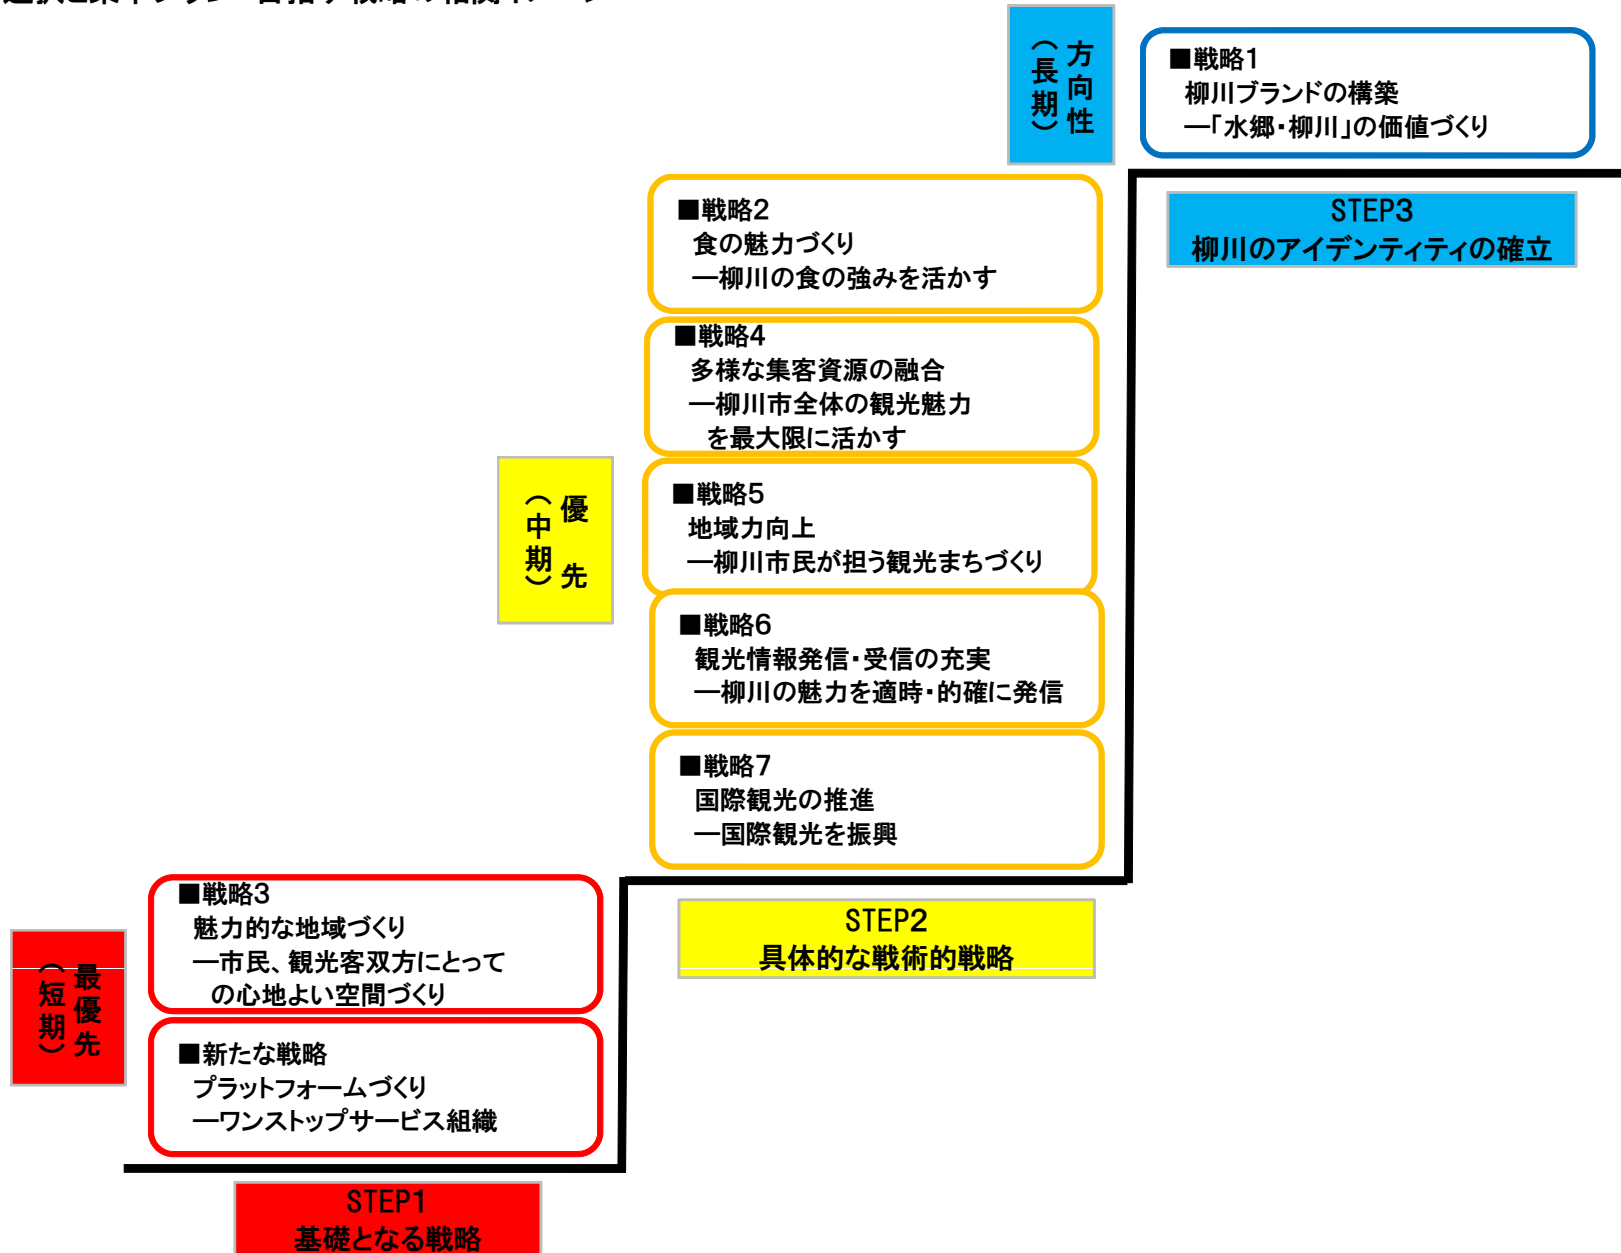 方向性
（長期）
■戦略1
柳川ブランドの構築
―「水郷・柳川」の価値づくり
STEP3
柳川のアイデンティティの確立
■戦略2
食の魅力づくり
―柳川の食の強みを活かす
■戦略4
多様な集客資源の融合
―柳川市全体の観光魅力
を最大限に活かす
優先
（中期）
■戦略5
地域力向上
―柳川市民が担う観光まちづくり
■戦略6
観光情報発信・受信の充実
―柳川の魅力を適時・的確に発信
■戦略7
国際観光の推進
―国際観光を振興
STEP2
具体的な戦術的戦略
最優先
（短期）
■戦略3
魅力的な地域づくり
―市民、観光客双方にとって
の心地よい空間づくり
■新たな戦略
プラットフォームづくり
―ワンストップサービス組織
STEP1
基礎となる戦略